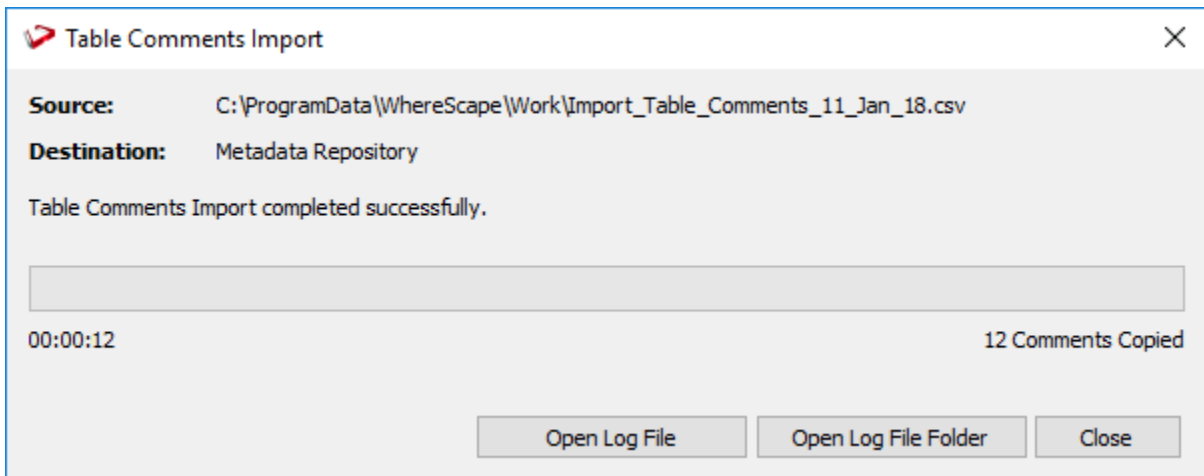 Table Comments Import
Source: C:\ProgramData\WhereScape\Work\Import_Table_Comments_11_Jan_18.csv
Destination: Metadata Repository
Table Comments Import completed successfully.
00:00:12 12 Comments Copied
Open Log File Open Log File Folder Close